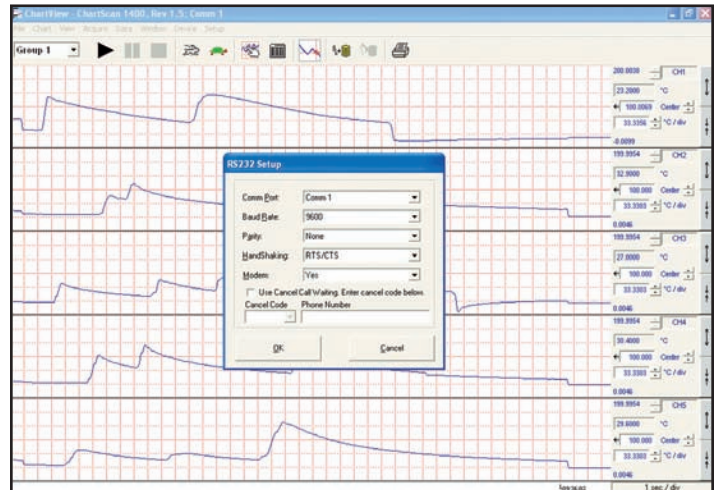 ChartView - ChartScan 1400, Rev 1.5; Comm 1
File Chart View Acquire Data Window Device Setup
Group 1
200.0030 CH1
23.2000 °C
100.0069 Center
33.3356 °C / div
-0.0099
199.9954 CH2
32.9000 °C
100.000 Center
33.3303 °C / div
0.0046
199.9954 CH3
27.0000 °C
100.000 Center
33.3303 °C / div
0.0046
199.9954 CH4
30.4000 °C
100.000 Center
33.3303 °C / div
0.0046
199.9954 CH5
29.6000 °C
100.000 Center
33.3303 °C / div
0.0046
1 sec / div
RS232 Setup
Comm Port: Comm 1
Baud Rate: 9600
Parity: None
HandShaking: RTS/CTS
Modem: Yes
Use Cancel Call Waiting. Enter cancel code below.
Cancel Code Phone Number
OK Cancel